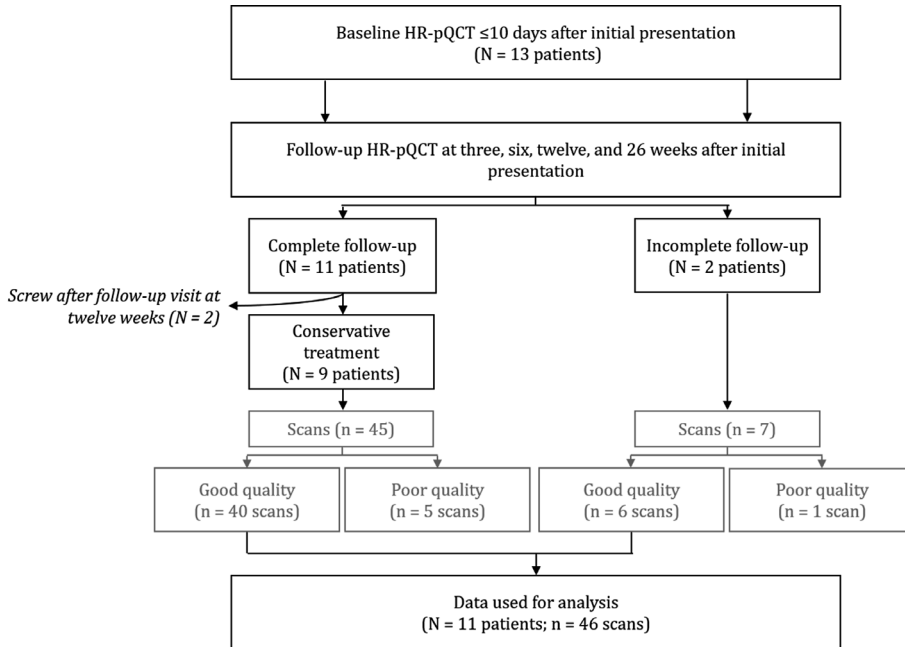 Baseline HR-pQCT ≤10 days after initial presentation
(N = 13 patients)
Follow-up HR-pQCT at three, six, twelve, and 26 weeks after initial
presentation
Complete follow-up
(N = 11 patients)
Incomplete follow-up
(N = 2 patients)
Screw after follow-up visit at
twelve weeks (N = 2)
Conservative
treatment
(N = 9 patients)
Scans (n = 45)
Scans (n = 7)
Good quality
(n = 40 scans)
Poor quality
(n = 5 scans)
Good quality
(n = 6 scans)
Poor quality
(n = 1 scan)
Data used for analysis
(N = 11 patients; n = 46 scans)